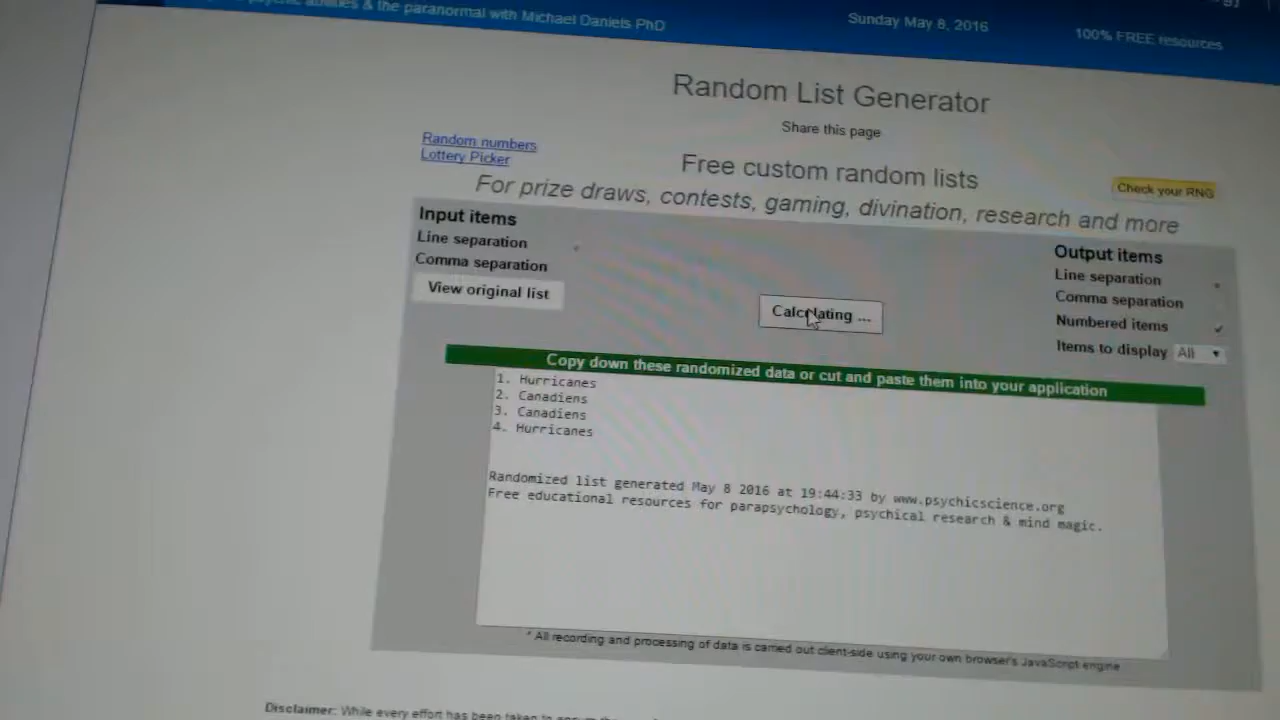 & the paranormal with Michael Daniels PhD
Sunday May 8, 2016
100% FREE resources
Random List Generator
Share this page
Random numbers
Lottery Picker
Free custom random lists
Check your RNG
For prize draws, contests, gaming, divination, research and more
Input items
Line separation
Comma separation
View original list
Calculating ...
Output items
Line separation
Comma separation
Numbered items
Items to display All
Copy down these randomized data or cut and paste them into your application
1. Hurricanes
2. Canadiens
3. Canadiens
4. Hurricanes
Randomized list generated May 8 2016 at 19:44:33 by www.psychicscience.org
Free educational resources for parapsychology, psychical research & mind magic.
* All recording and processing of data is carried out client-side using your own browser's JavaScript engine
Disclaimer: While every effort has been taken to